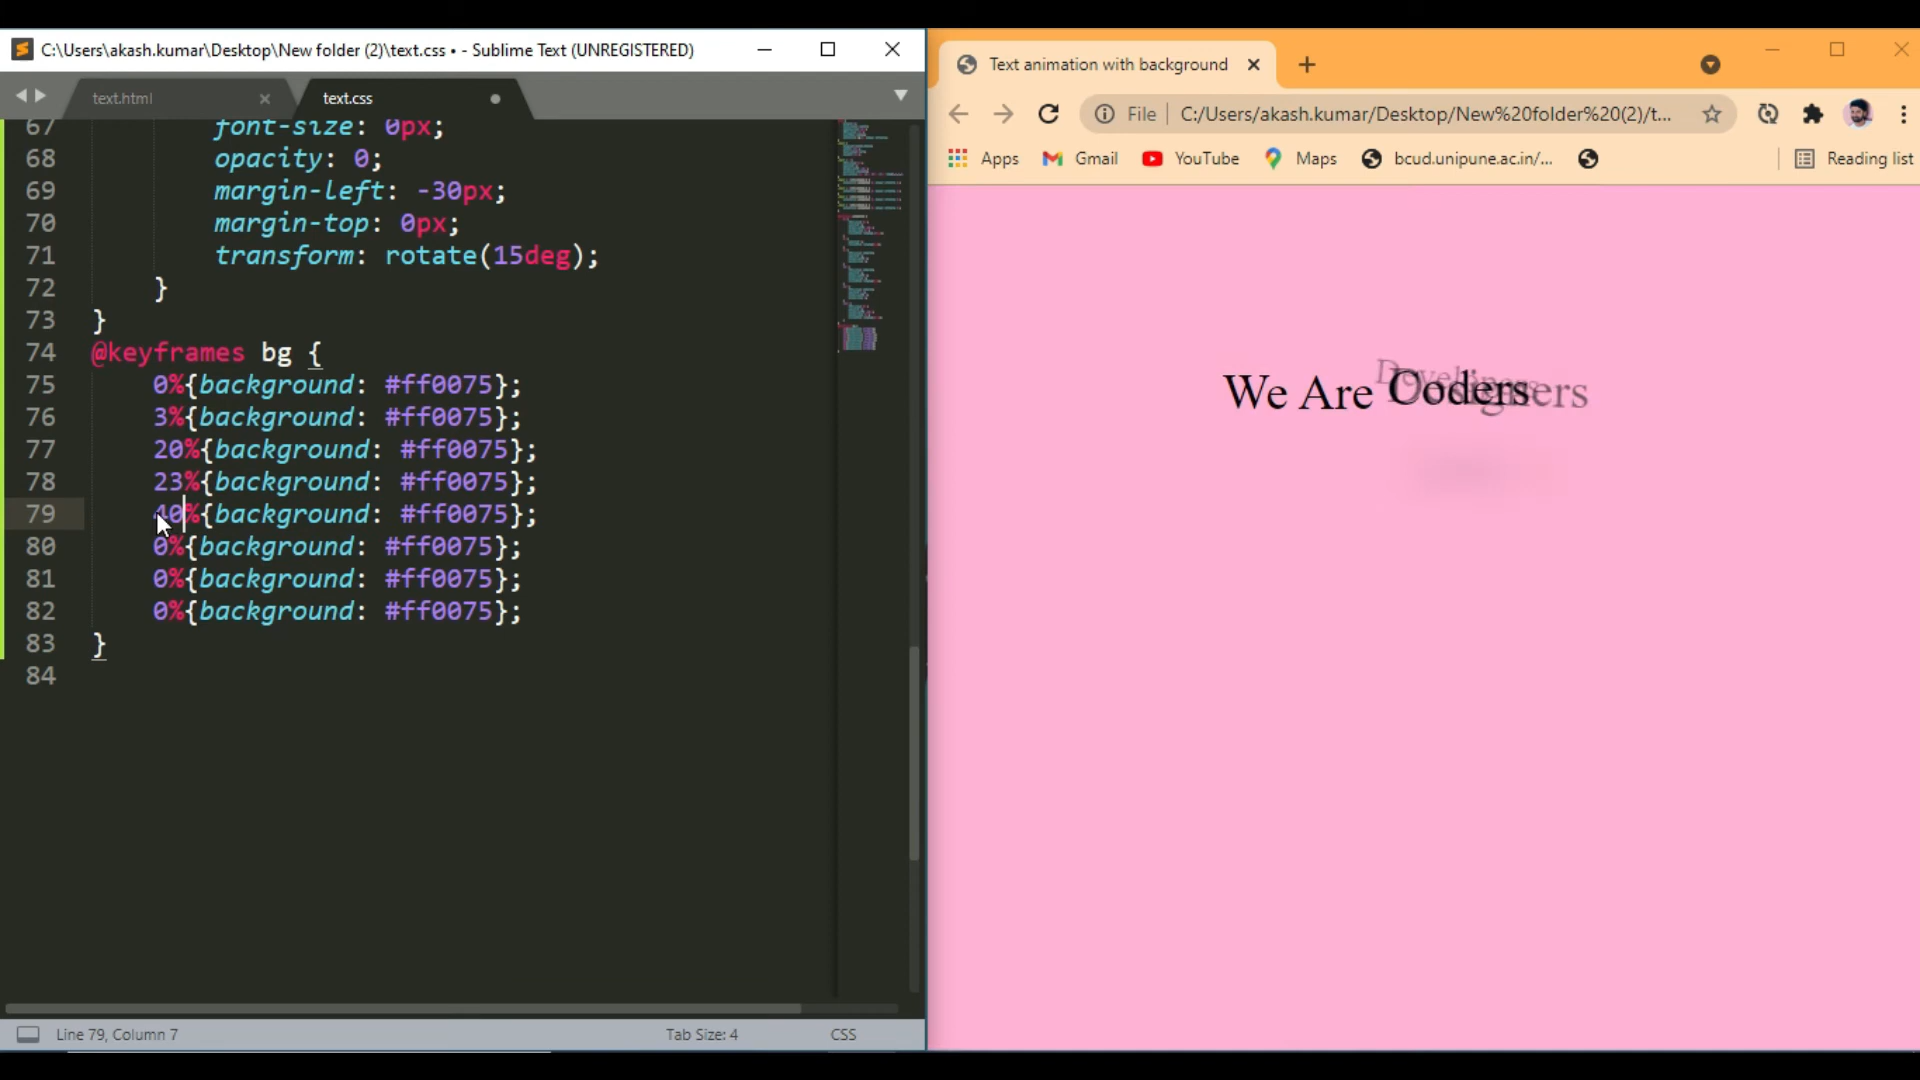 C:\Users\akash.kumar\Desktop\New folder (2)\text.css • - Sublime Text (UNREGISTERED)
text.html
text.css
67 font-size: 0px;
68 opacity: 0;
69 margin-left: -30px;
70 margin-top: 0px;
71 transform: rotate(15deg);
72 }
73 }
74 @keyframes bg {
75 0%{background: #ff0075};
76 3%{background: #ff0075};
77 20%{background: #ff0075};
78 23%{background: #ff0075};
79 40%{background: #ff0075};
80 0%{background: #ff0075};
81 0%{background: #ff0075};
82 0%{background: #ff0075};
83 }
84
Line 79, Column 7
Tab Size: 4
CSS
Text animation with background
File C:/Users/akash.kumar/Desktop/New%20folder%20(2)/t...
Apps Gmail YouTube Maps bcud.unipune.ac.in/... Reading list
We Are Coders